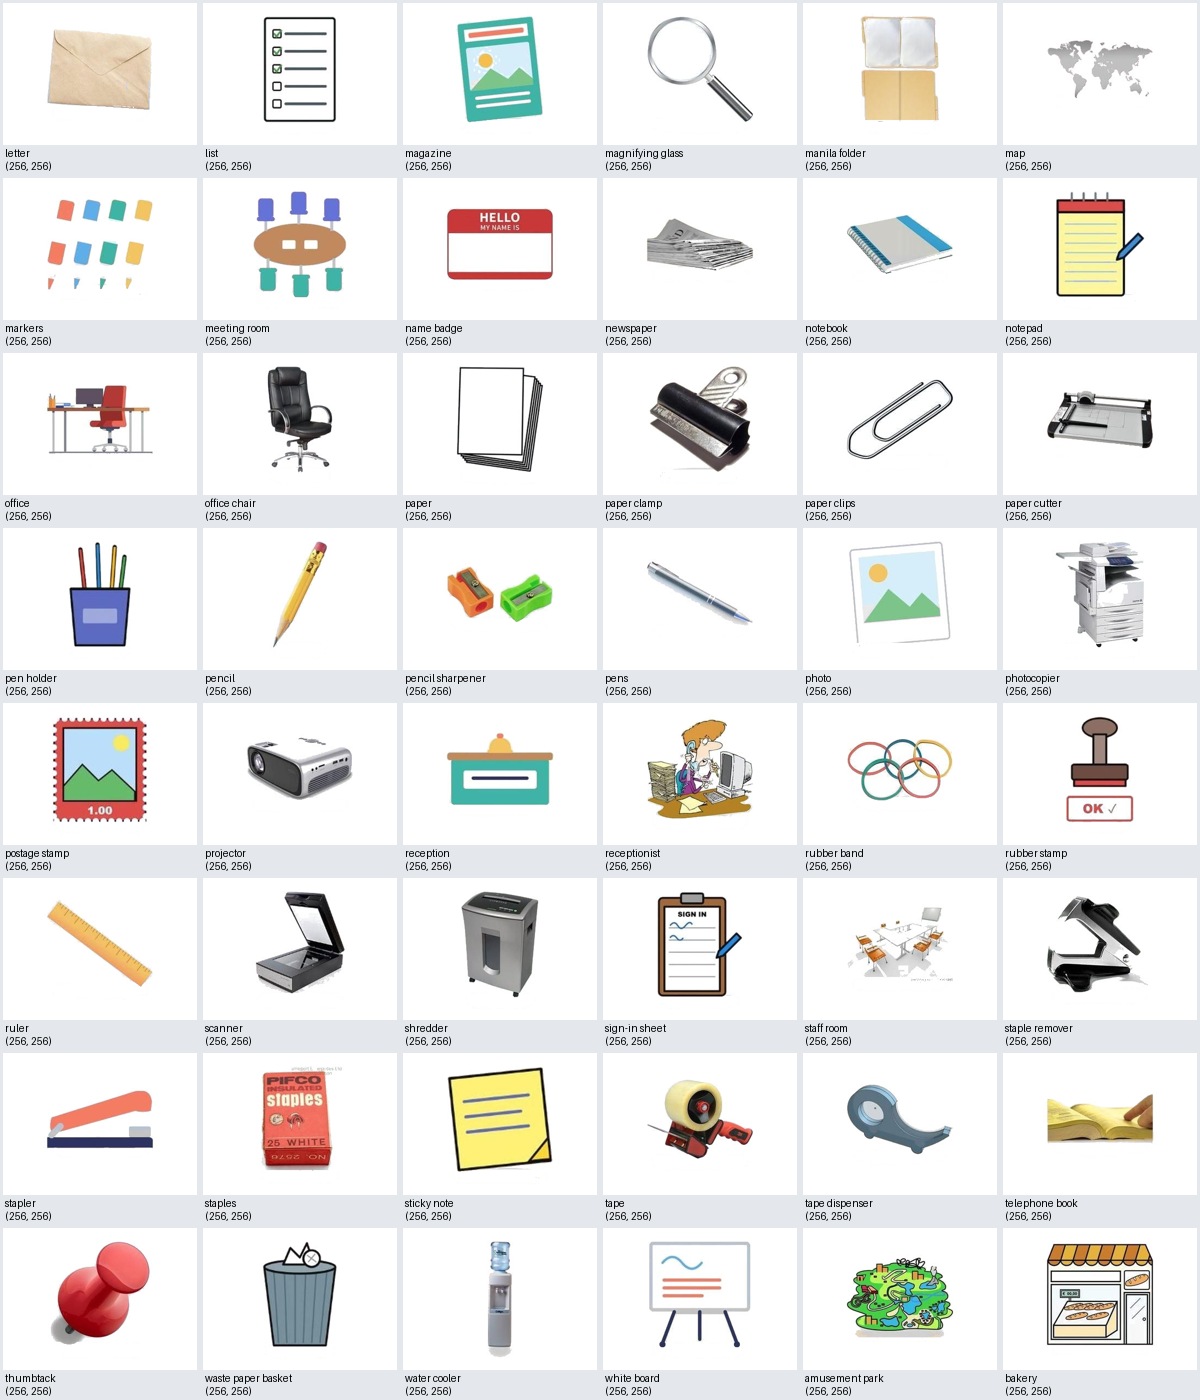 letter
(256, 256)
list
(256, 256)
magazine
(256, 256)
magnifying glass
(256, 256)
manila folder
(256, 256)
map
(256, 256)
HELLO
MY NAME IS
markers
(256, 256)
meeting room
(256, 256)
name badge
(256, 256)
newspaper
(256, 256)
notebook
(256, 256)
notepad
(256, 256)
office
(256, 256)
office chair
(256, 256)
paper
(256, 256)
paper clamp
(256, 256)
paper clips
(256, 256)
paper cutter
(256, 256)
pen holder
(256, 256)
pencil
(256, 256)
pencil sharpener
(256, 256)
pens
(256, 256)
photo
(256, 256)
photocopier
(256, 256)
1.00
OK ✓
postage stamp
(256, 256)
projector
(256, 256)
reception
(256, 256)
receptionist
(256, 256)
rubber band
(256, 256)
rubber stamp
(256, 256)
SIGN IN
ruler
(256, 256)
scanner
(256, 256)
shredder
(256, 256)
sign-in sheet
(256, 256)
staff room
(256, 256)
staple remover
(256, 256)
PIFCO
INSULATED
staples
25 WHITE
stapler
(256, 256)
staples
(256, 256)
sticky note
(256, 256)
tape
(256, 256)
tape dispenser
(256, 256)
telephone book
(256, 256)
thumbtack
(256, 256)
waste paper basket
(256, 256)
water cooler
(256, 256)
white board
(256, 256)
amusement park
(256, 256)
bakery
(256, 256)